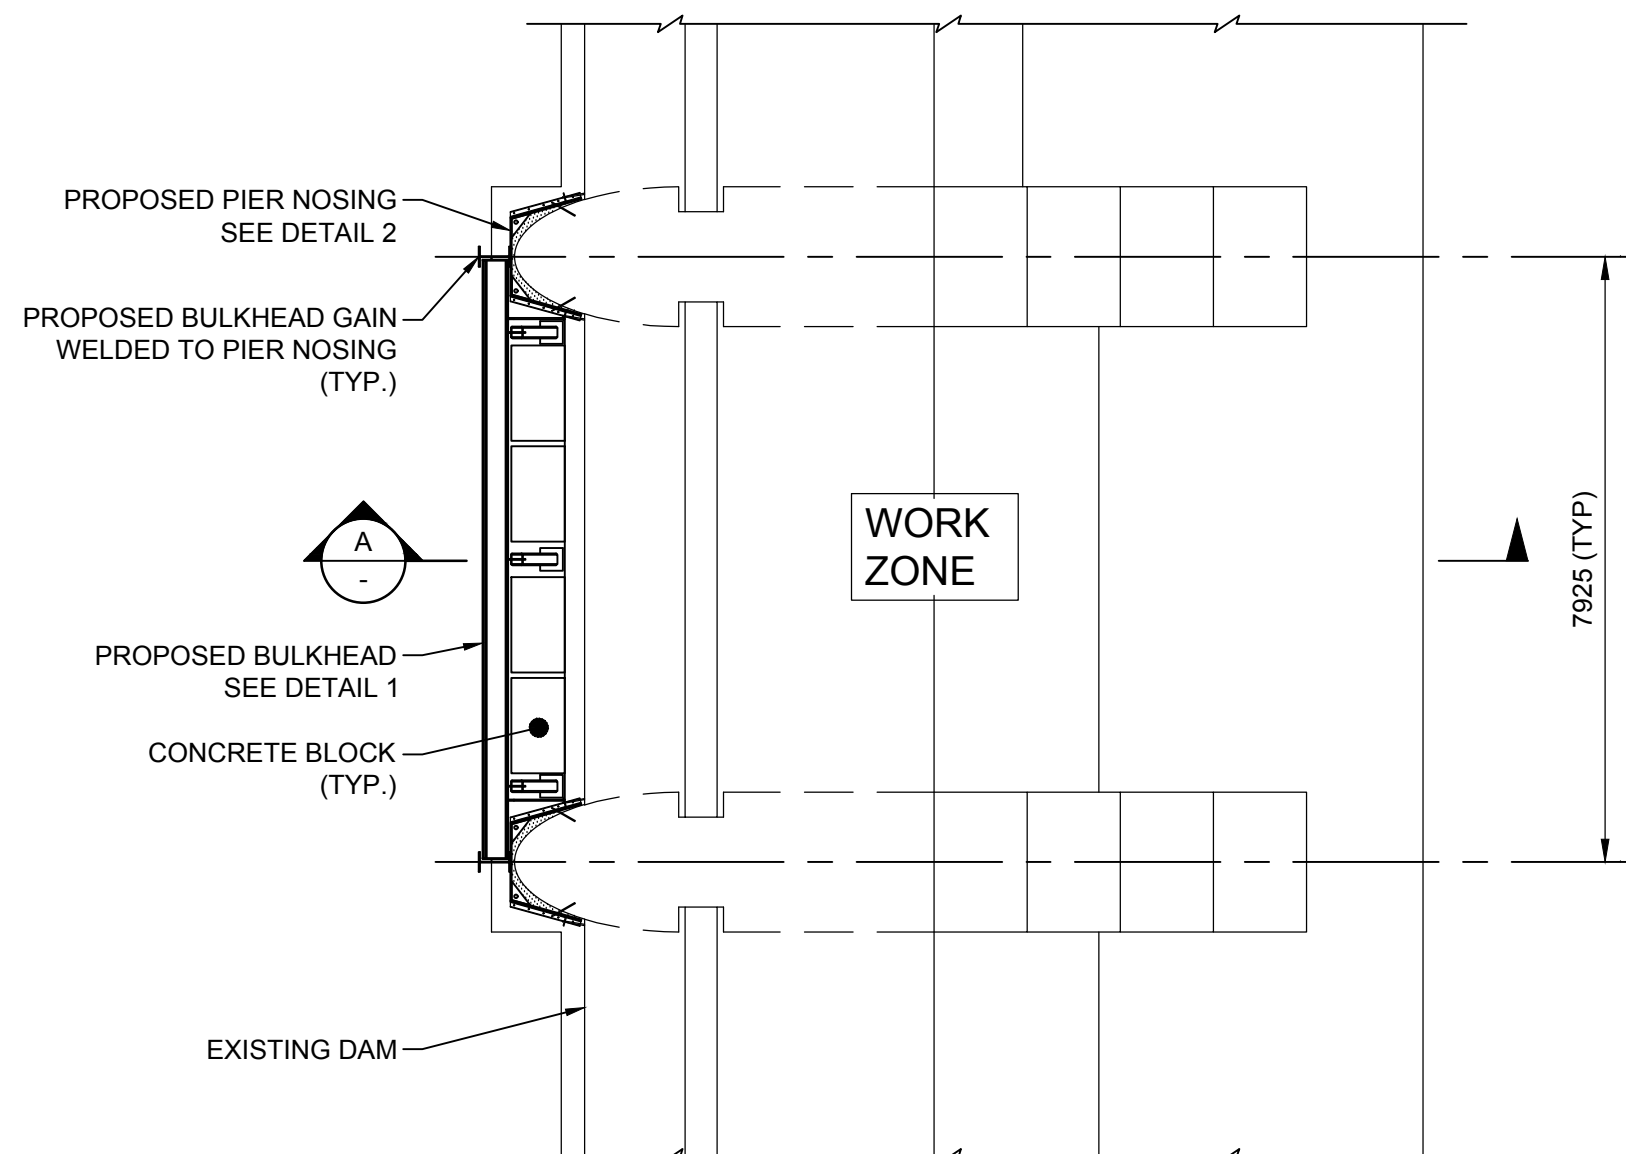 PROPOSED PIER NOSING
SEE DETAIL 2
PROPOSED BULKHEAD GAIN
WELDED TO PIER NOSING
(TYP.)
A
-
WORK
ZONE
7925 (TYP)
PROPOSED BULKHEAD
SEE DETAIL 1
CONCRETE BLOCK
(TYP.)
EXISTING DAM